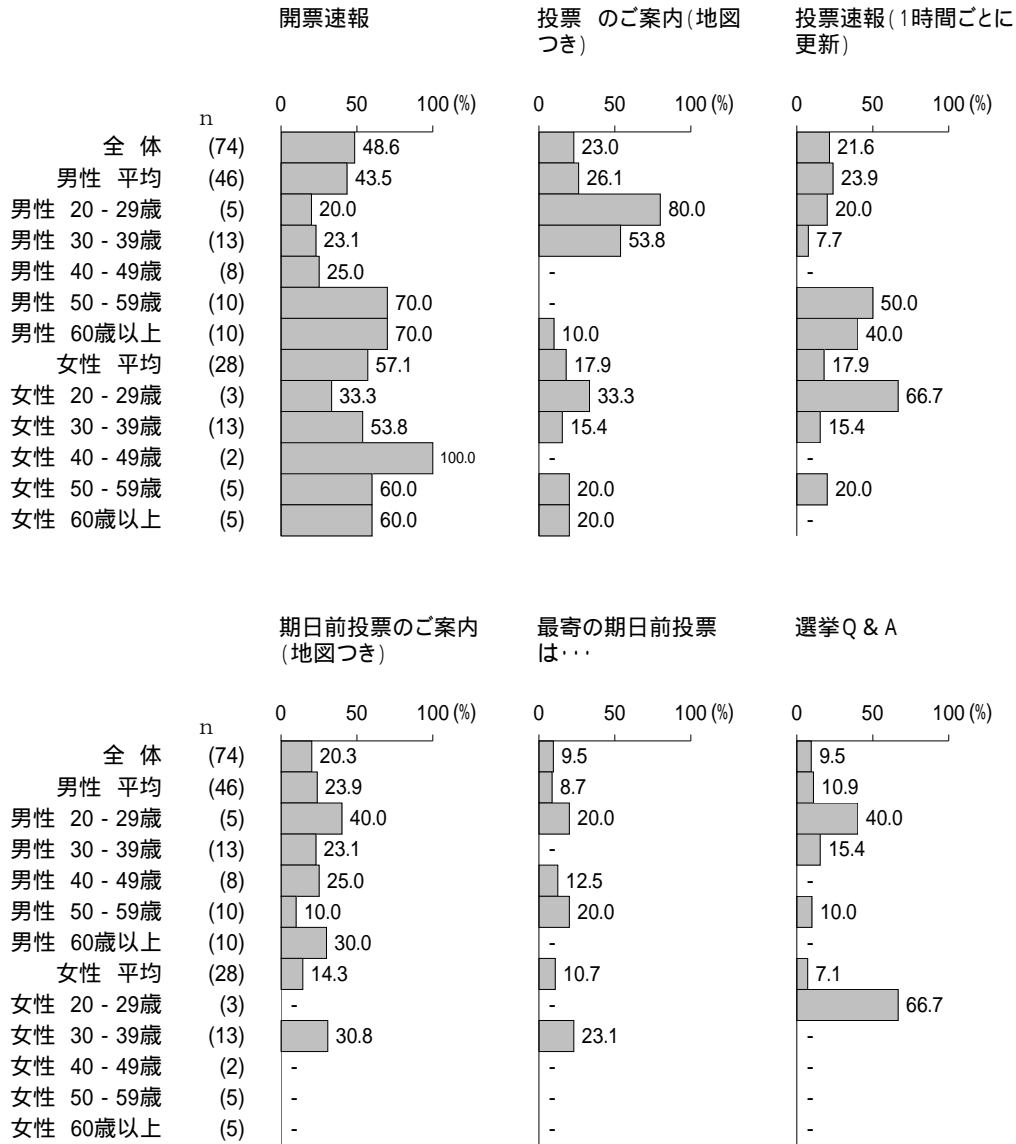 開票速報 投票 のご案内(地図 投票速報(1時間ごとに
つき) 更新)
0 50 100 (%) 0 50 100 (%) 0 50 100 (%)
n
全 体 (74) 48.6 23.0 21.6
男性 平均 (46) 43.5 26.1 23.9
男性 20 - 29歳 (5) 20.0 80.0 20.0
男性 30 - 39歳 (13) 23.1 53.8 7.7
男性 40 - 49歳 (8) 25.0 - -
男性 50 - 59歳 (10) 70.0 - 50.0
男性 60歳以上 (10) 70.0 10.0 40.0
女性 平均 (28) 57.1 17.9 17.9
女性 20 - 29歳 (3) 33.3 33.3 66.7
女性 30 - 39歳 (13) 53.8 15.4 15.4
女性 40 - 49歳 (2) 100.0 - -
女性 50 - 59歳 (5) 60.0 20.0 20.0
女性 60歳以上 (5) 60.0 20.0 -
期日前投票のご案内 最寄の期日前投票 選挙Q & A
(地図つき) は・・・
0 50 100 (%) 0 50 100 (%) 0 50 100 (%)
n
全 体 (74) 20.3 9.5 9.5
男性 平均 (46) 23.9 8.7 10.9
男性 20 - 29歳 (5) 40.0 20.0 40.0
男性 30 - 39歳 (13) 23.1 - 15.4
男性 40 - 49歳 (8) 25.0 12.5 -
男性 50 - 59歳 (10) 10.0 20.0 10.0
男性 60歳以上 (10) 30.0 - -
女性 平均 (28) 14.3 10.7 7.1
女性 20 - 29歳 (3) - - 66.7
女性 30 - 39歳 (13) 30.8 23.1 -
女性 40 - 49歳 (2) - - -
女性 50 - 59歳 (5) - - -
女性 60歳以上 (5) - - -